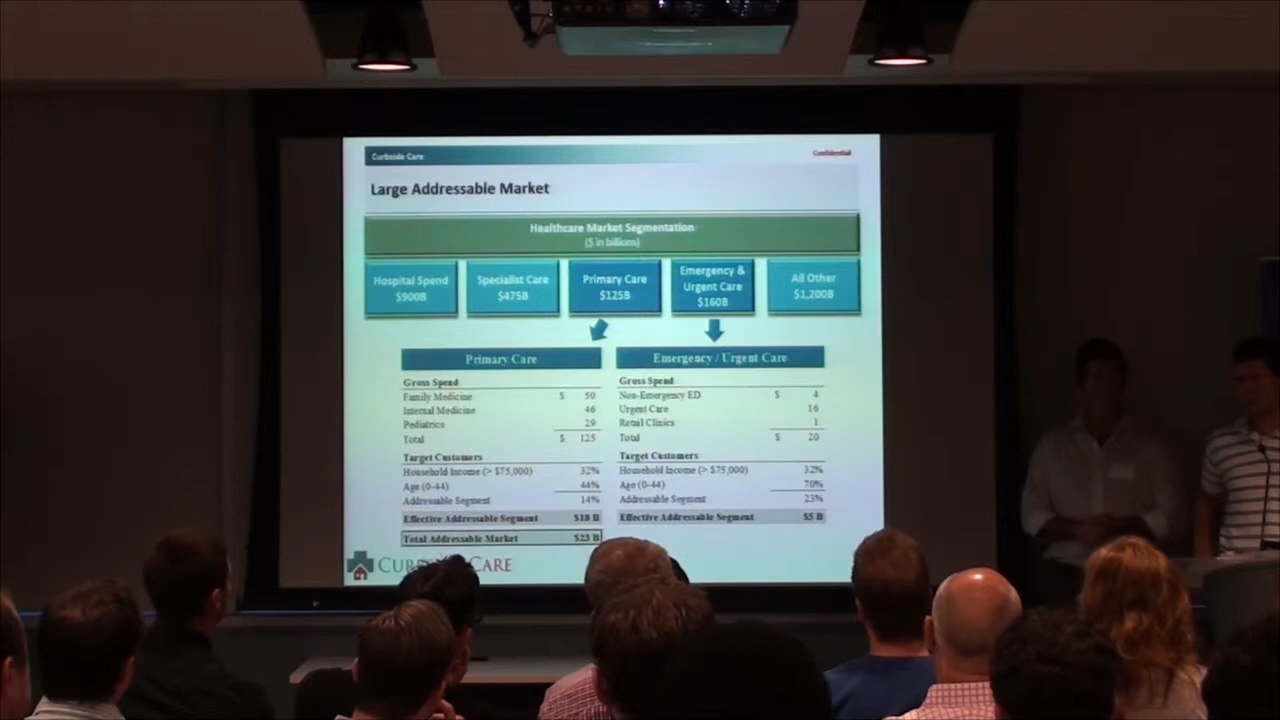 Curbside Care
Confidential
Large Addressable Market
Healthcare Market Segmentation
($ in billions)
Hospital Spend
$900B
Specialist Care
$475B
Primary Care
$125B
Emergency &
Urgent Care
$160B
All Other
$1,200B
Primary Care
Gross Spend
Family Medicine $ 50
Internal Medicine 46
Pediatrics 29
Total $ 125
Target Customers
Household Income (> $75,000) 32%
Age (0-44) 44%
Addressable Segment 14%
Effective Addressable Segment $18 B
Total Addressable Market $23 B
Emergency / Urgent Care
Gross Spend
Non-Emergency ED $ 4
Urgent Care 16
Retail Clinics 1
Total $ 20
Target Customers
Household Income (> $75,000) 32%
Age (0-44) 70%
Addressable Segment 23%
Effective Addressable Segment $5 B
CARE